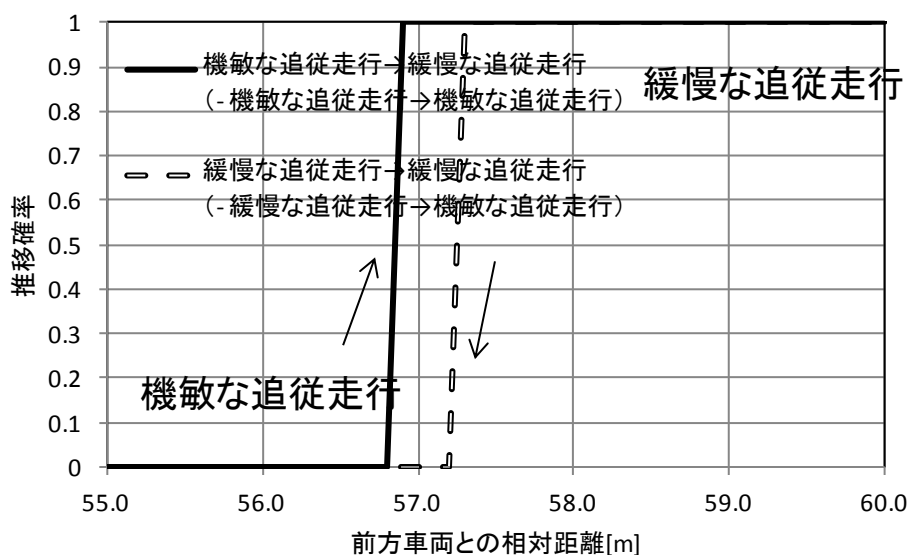 1
0.9
0.8
0.7
0.6
0.5
0.4
0.3
0.2
0.1
0
推移確率
機敏な追従走行→緩慢な追従走行
(-機敏な追従走行→機敏な追従走行)
緩慢な追従走行→緩慢な追従走行
(-緩慢な追従走行→機敏な追従走行)
緩慢な追従走行
機敏な追従走行
55.0 56.0 57.0 58.0 59.0 60.0
前方車両との相対距離[m]